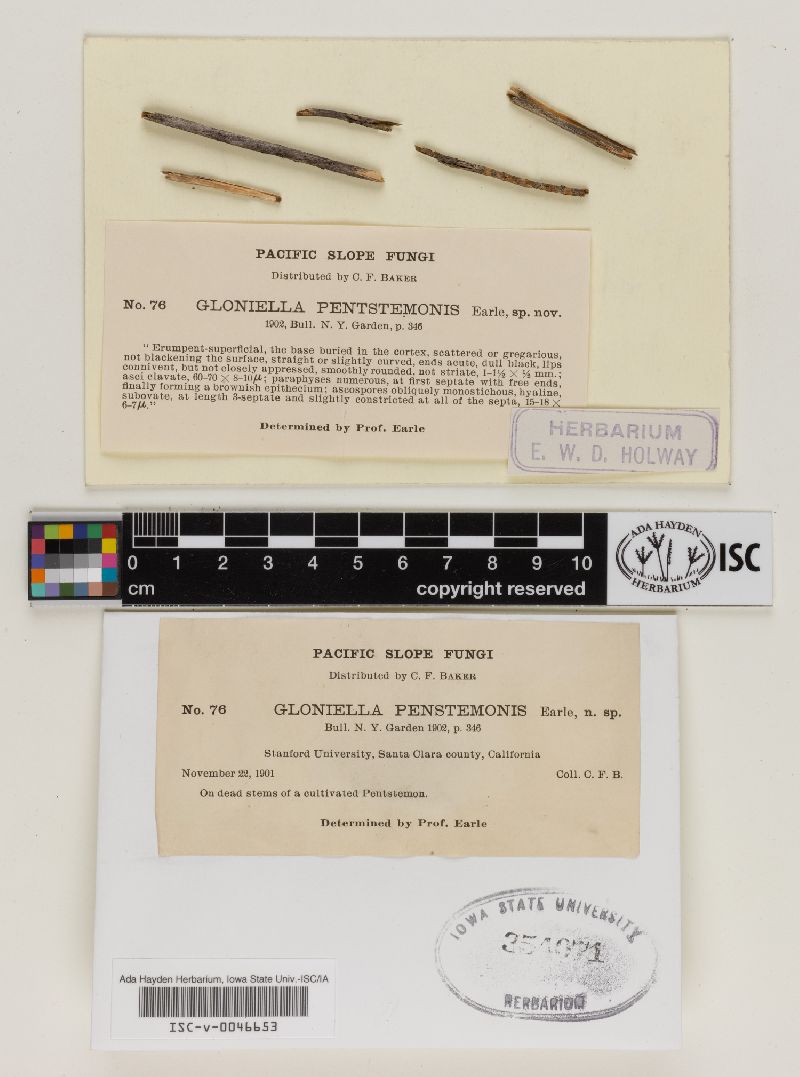 PACIFIC SLOPE FUNGI
Distributed by C. F. BAKER
No. 76 GLONIELLA PENTSTEMONIS Earle, sp. nov.
1902, Bull. N. Y. Garden, p. 346
" Erumpent-superficial, the base buried in the cortex, scattered or gregarious,
not blackening the surface, straight or slightly curved, ends acute, dull black, lips
connivent, but not closely appressed, smoothly rounded, not striate, 1–1½ × ½ mm.;
asci clavate, 60-70 × 8-10µ; paraphyses numerous, at first septate with free ends,
finally forming a brownish epithecium; ascospores obliquely monostichous, hyaline,
subovate, at length 3-septate and slightly constricted at all of the septa, 15-18 ×
6-7µ."
Determined by Prof. Earle
HERBARIUM
E. W. D. HOLWAY
0 1 2 3 4 5 6 7 8 9 10
cm copyright reserved
ADA HAYDEN
HERBARIUM
ISC
PACIFIC SLOPE FUNGI
Distributed by C. F. BAKER
No. 76 GLONIELLA PENSTEMONIS Earle, n. sp.
Bull. N. Y. Garden 1902, p. 346
Stanford University, Santa Clara county, California
November 22, 1901 Coll. C. F. B.
On dead stems of a cultivated Pentstemon.
Determined by Prof. Earle
IOWA STATE UNIVERSITY
HERBARIUM
Ada Hayden Herbarium, Iowa State Univ.-ISC/IA
ISC-v-0046653